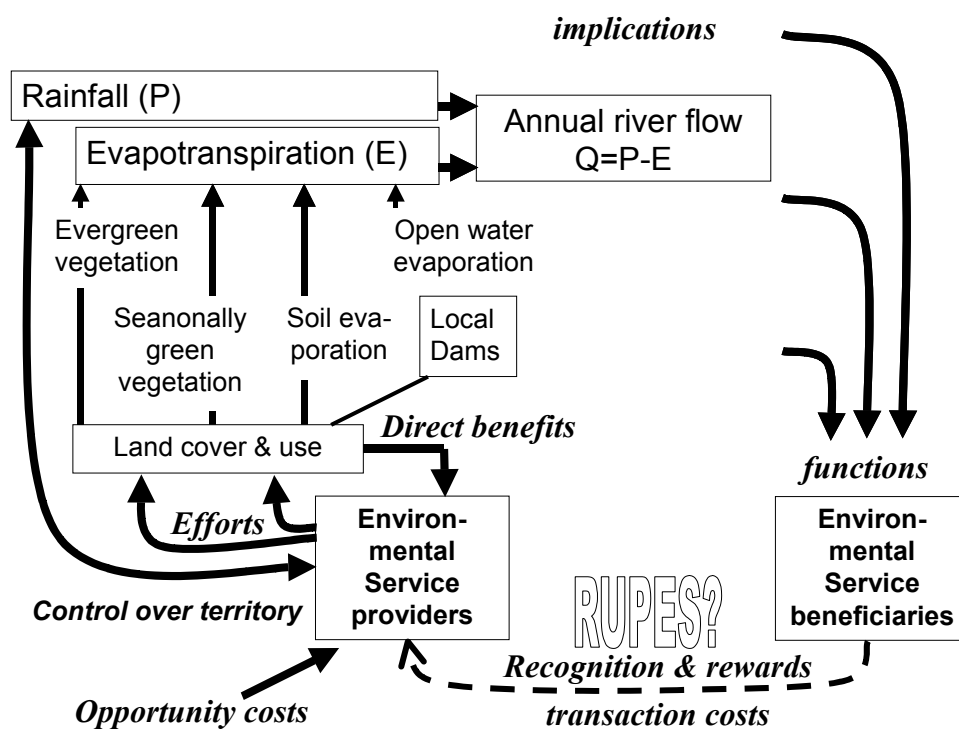 implications
Rainfall (P)
Annual river flow
Q=P-E
Evapotranspiration (E)
Evergreen
vegetation
Open water
evaporation
Seanonally
green
vegetation
Soil eva-
poration
Local
Dams
Land cover & use
Direct benefits
functions
Efforts
Environ-
mental
Service
providers
Environ-
mental
Service
beneficiaries
Control over territory
RUPES?
Recognition & rewards
transaction costs
Opportunity costs